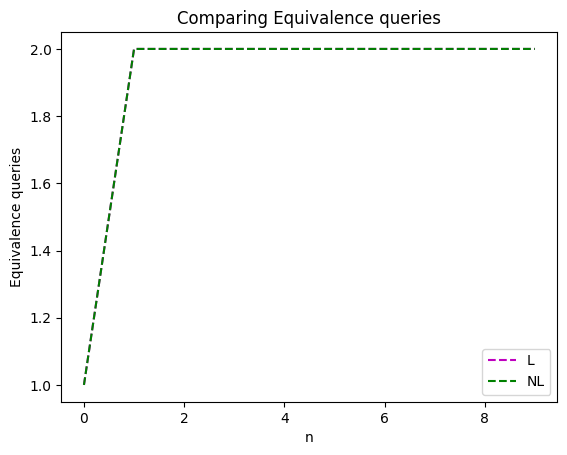 Comparing Equivalence queries
2.0
1.8
1.6
1.4
1.2
1.0
Equivalence queries
0 2 4 6 8
n
L
NL